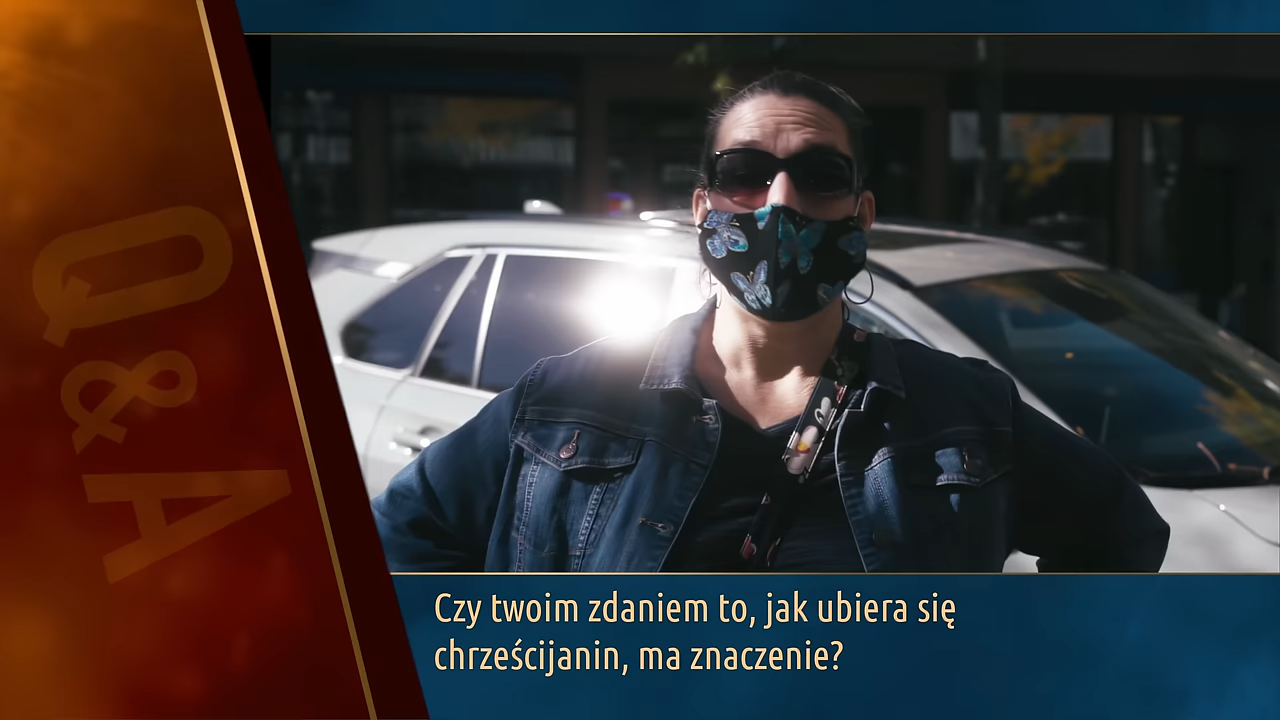 Q&A
Czy twoim zdaniem to, jak ubiera się
chrześcijanin, ma znaczenie?